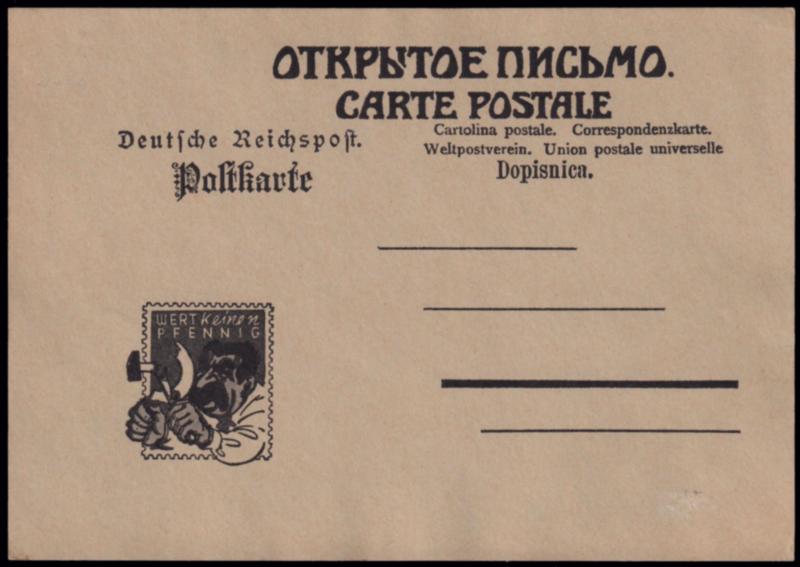 ОТКРЫТОЕ ПИСЬМО.
CARTE POSTALE
Cartolina postale. Correspondenzkarte.
Weltpostverein. Union postale universelle
Dopisnica.
Deutſche Reichspoſt.
Poſtkarte
WERT keinen
PFENNIG